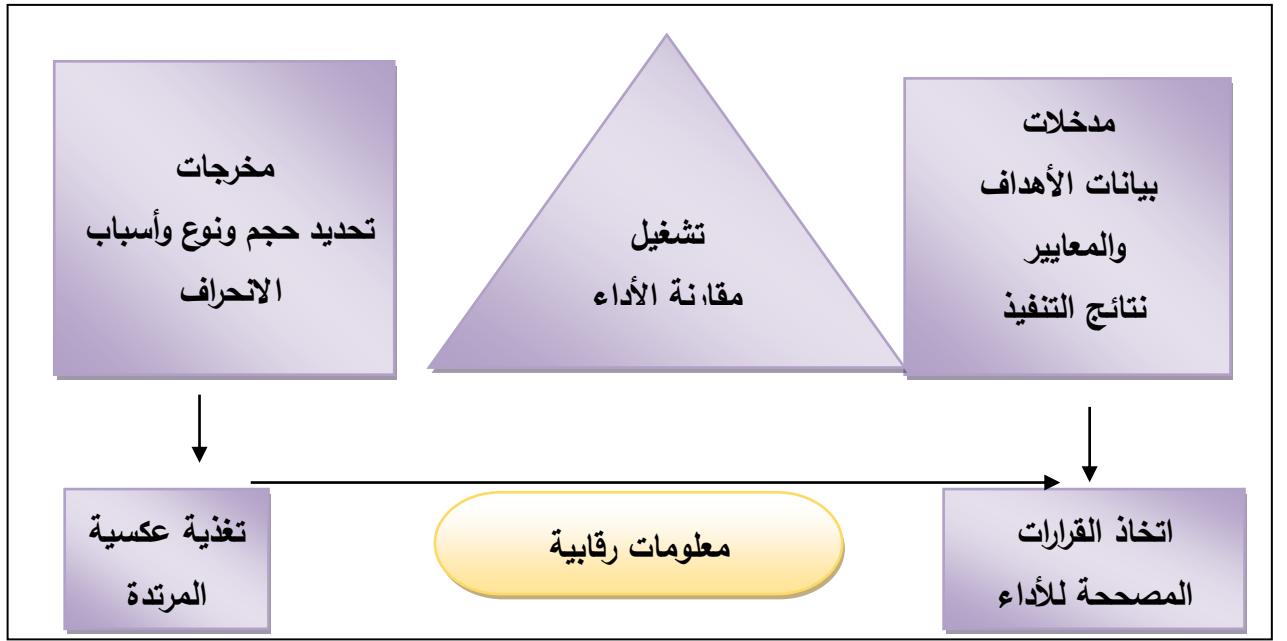 مدخلات
بيانات الأهداف
والمعايير
نتائج التنفيذ
تشغيل
مقارنة الأداء
مخرجات
تحديد حجم ونوع وأسباب
الانحراف
اتخاذ القرارات
المصححة للأداء
معلومات رقابية
تغذية عكسية
المرتدة